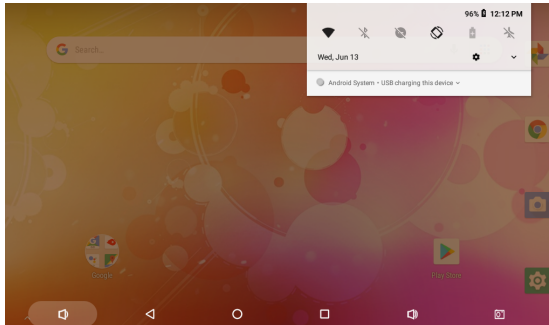 96% 12:12 PM
Search...
Wed, Jun 13
Android System • USB charging this device
Google
Play Store